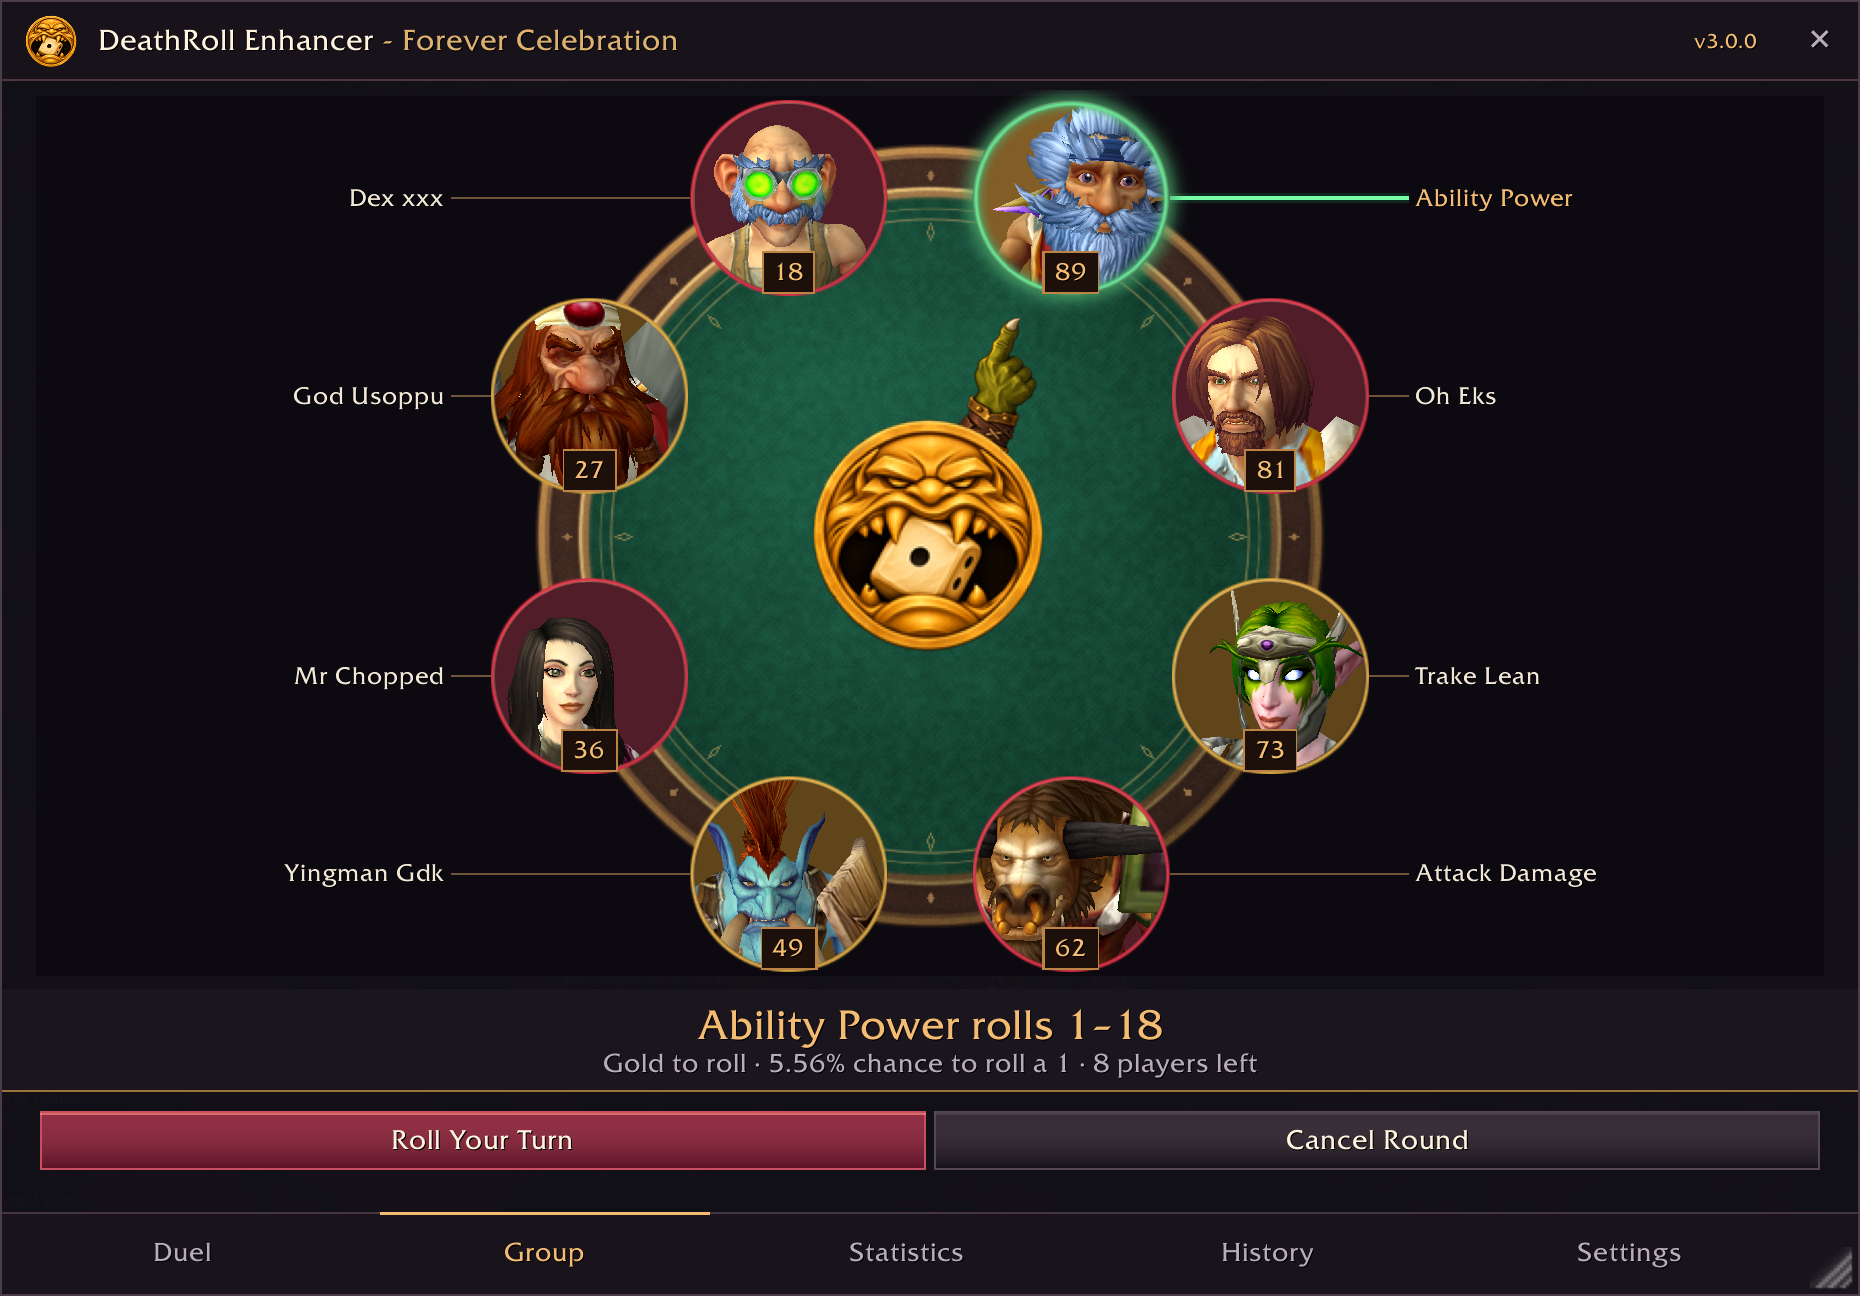 DeathRoll Enhancer - Forever Celebration
v3.0.0
Dex xxx
18
89
Ability Power
God Usoppu
27
81
Oh Eks
Mr Chopped
36
73
Trake Lean
Yingman Gdk
49
62
Attack Damage
Ability Power rolls 1-18
Gold to roll · 5.56% chance to roll a 1 · 8 players left
Roll Your Turn
Cancel Round
Duel
Group
Statistics
History
Settings